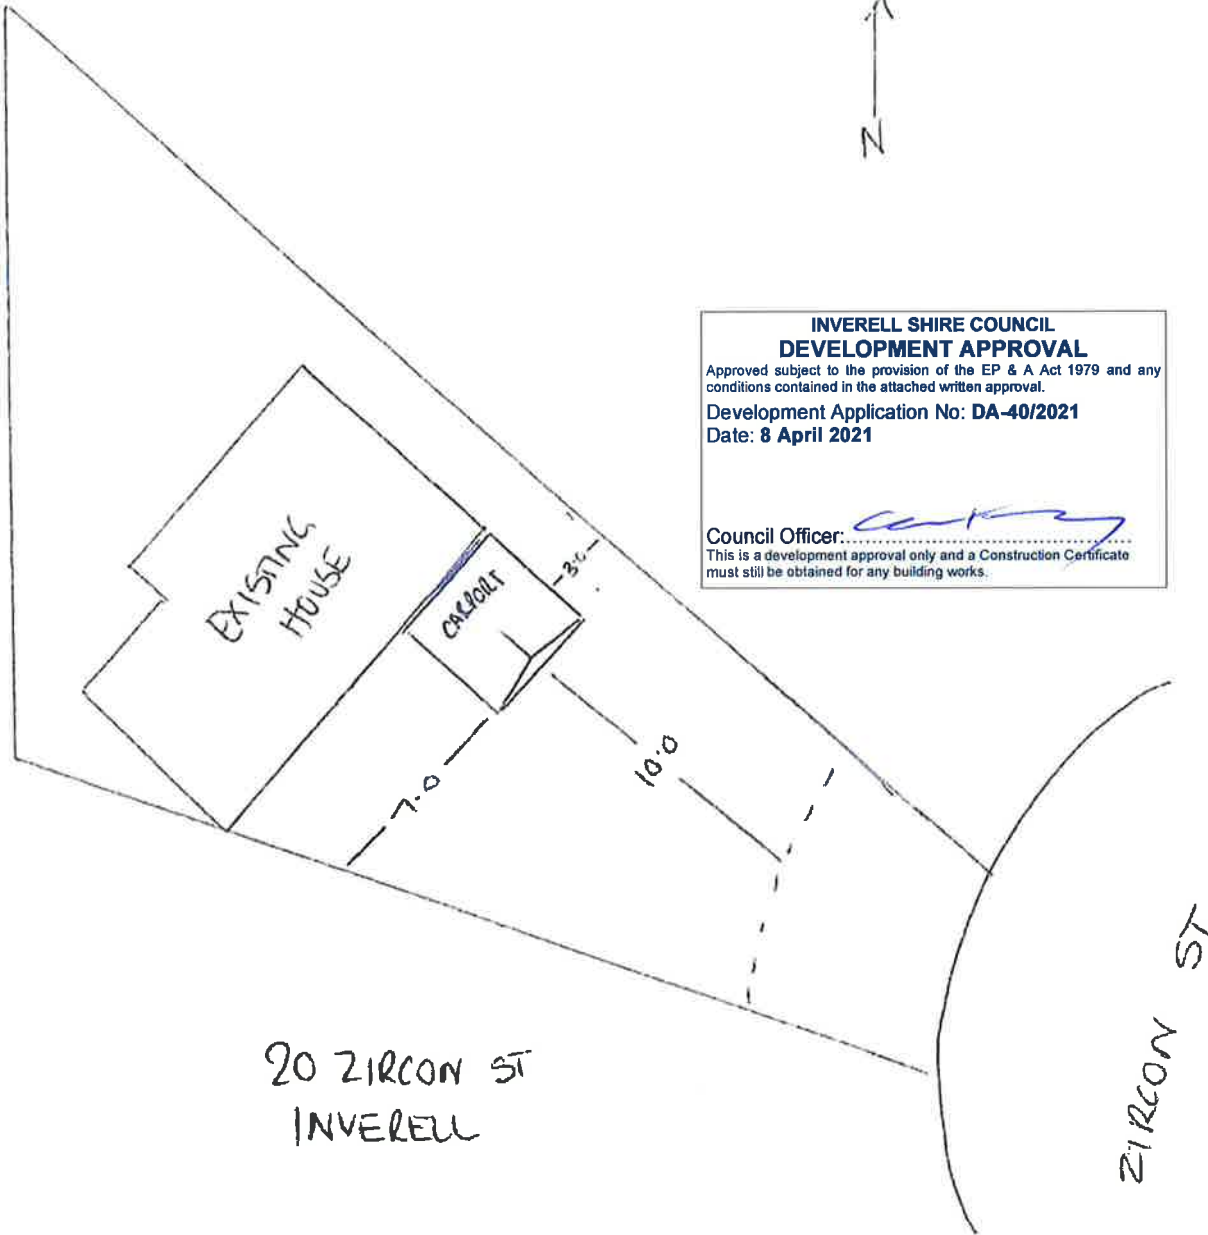 N
INVERELL SHIRE COUNCIL
DEVELOPMENT APPROVAL
Approved subject to the provision of the EP & A Act 1979 and any
conditions contained in the attached written approval.
Development Application No: DA-40/2021
Date: 8 April 2021
Council Officer:
This is a development approval only and a Construction Certificate
must still be obtained for any building works.
EXISTING
HOUSE
CARPORT
3.0
7.0
10.0
20 ZIRCON ST
INVERELL
ZIRCON ST